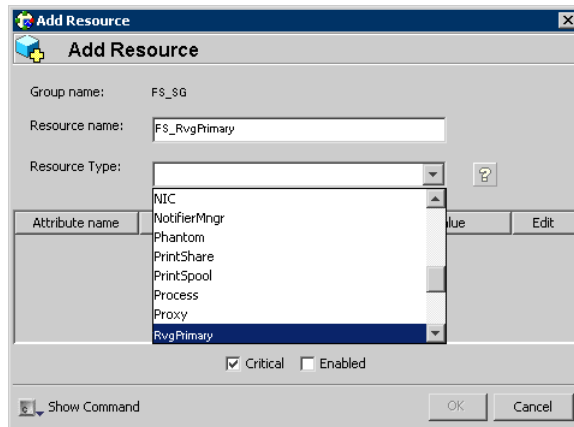 Add Resource
Add Resource
Group name: FS_SG
Resource name: FS_RvgPrimary
Resource Type:
?
NIC
NotifierMngr
Phantom
PrintShare
PrintSpool
Process
Proxy
RvgPrimary
Attribute name
Edit
Critical Enabled
Show Command OK Cancel